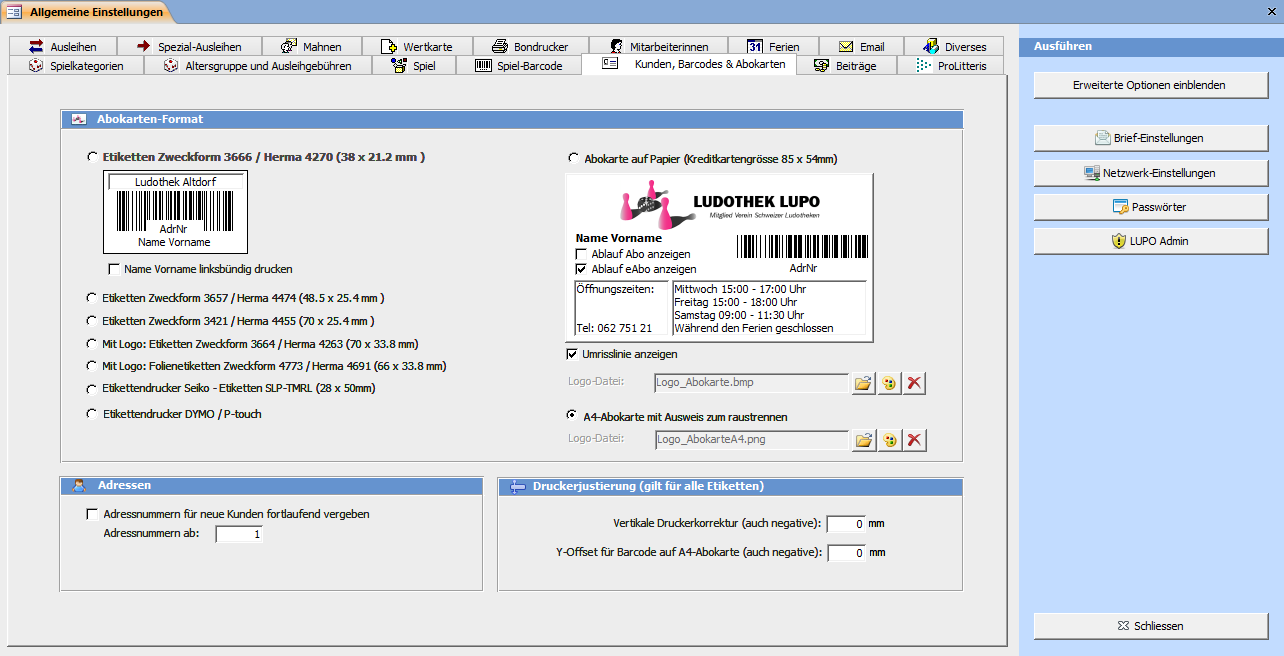 Allgemeine Einstellungen
Ausleihen
Spezial-Ausleihen
Mahnen
Wertkarte
Bondrucker
Mitarbeiterinnen
31 Ferien
Email
Diverses
Spielkategorien
Altersgruppe und Ausleihgebühren
Spiel
Spiel-Barcode
Kunden, Barcodes & Abokarten
Beiträge
ProLitteris
Abokarten-Format
Etiketten Zweckform 3666 / Herma 4270 (38 x 21.2 mm )
Ludothek Altdorf
AdrNr
Name Vorname
Name Vorname linksbündig drucken
Etiketten Zweckform 3657 / Herma 4474 (48.5 x 25.4 mm )
Etiketten Zweckform 3421 / Herma 4455 (70 x 25.4 mm )
Mit Logo: Etiketten Zweckform 3664 / Herma 4263 (70 x 33.8 mm)
Mit Logo: Folienetiketten Zweckform 4773 / Herma 4691 (66 x 33.8 mm)
Etikettendrucker Seiko - Etiketten SLP-TMRL (28 x 50mm)
Etikettendrucker DYMO / P-touch
Abokarte auf Papier (Kreditkartengrösse 85 x 54mm)
LUDOTHEK LUPO
Mitglied Verein Schweizer Ludotheken
Name Vorname
Ablauf Abo anzeigen
Ablauf eAbo anzeigen
AdrNr
Öffnungszeiten:
Tel: 062 751 21
Mittwoch 15:00 - 17:00 Uhr
Freitag 15:00 - 18:00 Uhr
Samstag 09:00 - 11:30 Uhr
Während den Ferien geschlossen
Umrisslinie anzeigen
Logo-Datei:
Logo_Abokarte.bmp
A4-Abokarte mit Ausweis zum raustrennen
Logo-Datei:
Logo_AbokarteA4.png
Adressen
Adressnummern für neue Kunden fortlaufend vergeben
Adressnummern ab: 1
Druckerjustierung (gilt für alle Etiketten)
Vertikale Druckerkorrektur (auch negative): 0 mm
Y-Offset für Barcode auf A4-Abokarte (auch negative): 0 mm
Ausführen
Erweiterte Optionen einblenden
Brief-Einstellungen
Netzwerk-Einstellungen
Passwörter
LUPO Admin
Schliessen